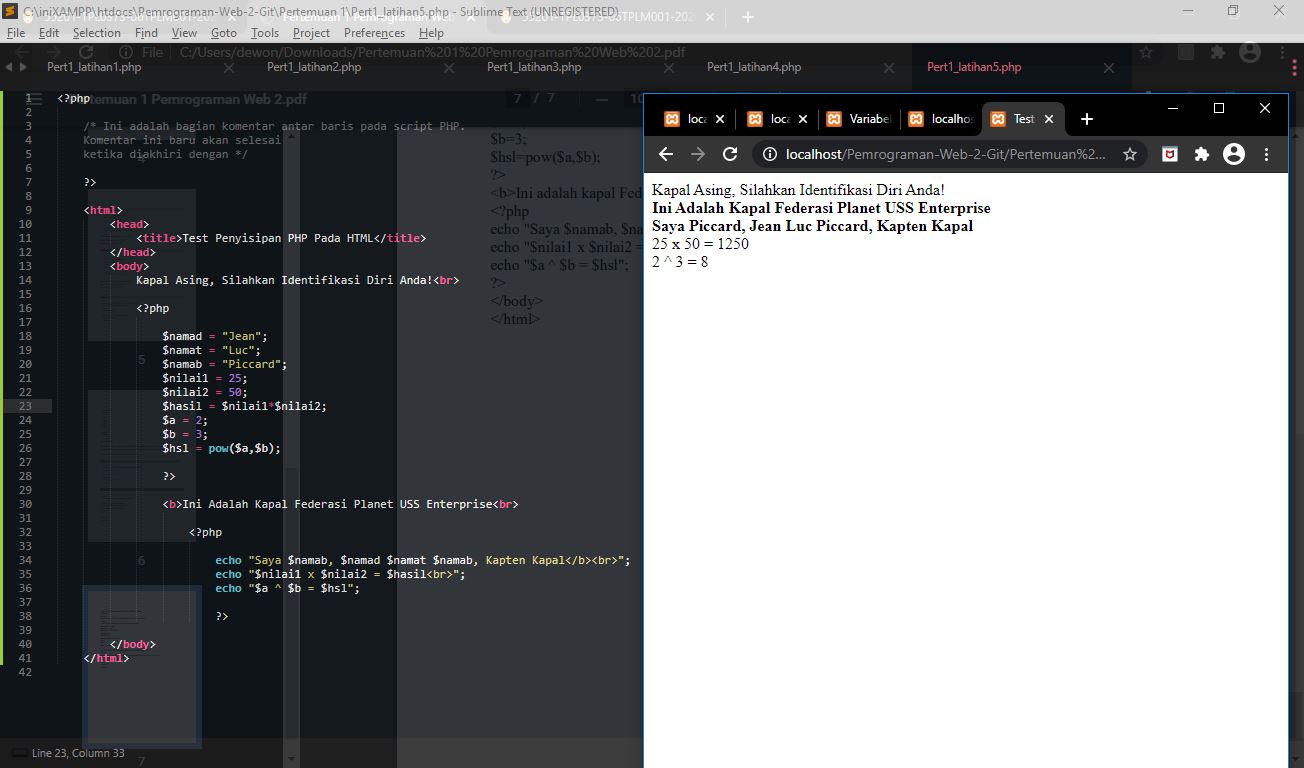 C:\iniXAMPP\htdocs\Pemrograman-Web-2-Git\Pertemuan 1\Pert1_latihan5.php - Sublime Text (UNREGISTERED)
File Edit Selection Find View Goto Tools Project Preferences Help
File C:/Users/dewon/Downloads/Pertemuan%201%20Pemrograman%20Web%202.pdf
Pert1_latihan1.php Pert1_latihan2.php Pert1_latihan3.php Pert1_latihan4.php Pert1_latihan5.php
Pertemuan 1 Pemrograman Web 2.pdf 7 / 7
1 <?php
2
3 /* Ini adalah bagian komentar antar baris pada script PHP.
4 Komentar ini baru akan selesai
5 ketika diakhiri dengan */
6
7 ?>
8
9 <html>
10 <head>
11 <title>Test Penyisipan PHP Pada HTML</title>
12 </head>
13 <body>
14 Kapal Asing, Silahkan Identifikasi Diri Anda!<br>
15
16 <?php
17
18 $namad = "Jean";
19 $namat = "Luc";
20 $namab = "Piccard";
21 $nilai1 = 25;
22 $nilai2 = 50;
23 $hasil = $nilai1*$nilai2;
24 $a = 2;
25 $b = 3;
26 $hsl = pow($a,$b);
27
28 ?>
29
30 <b>Ini Adalah Kapal Federasi Planet USS Enterprise<br>
31
32 <?php
33
34 echo "Saya $namab, $namad $namat $namab, Kapten Kapal</b><br>";
35 echo "$nilai1 x $nilai2 = $hasil<br>";
36 echo "$a ^ $b = $hsl";
37
38 ?>
39
40 </body>
41 </html>
42
5
6
7
$b=3;
$hsl=pow($a,$b);
?>
<b>Ini adalah kapal Fed
<?php
echo "Saya $namab, $na
echo "$nilai1 x $nilai2 =
echo "$a ^ $b = $hsl";
?>
</body>
</html>
Line 23, Column 33
loca loca Variabel localhos Test
localhost/Pemrograman-Web-2-Git/Pertemuan%2...
Kapal Asing, Silahkan Identifikasi Diri Anda!
Ini Adalah Kapal Federasi Planet USS Enterprise
Saya Piccard, Jean Luc Piccard, Kapten Kapal
25 x 50 = 1250
2 ^ 3 = 8